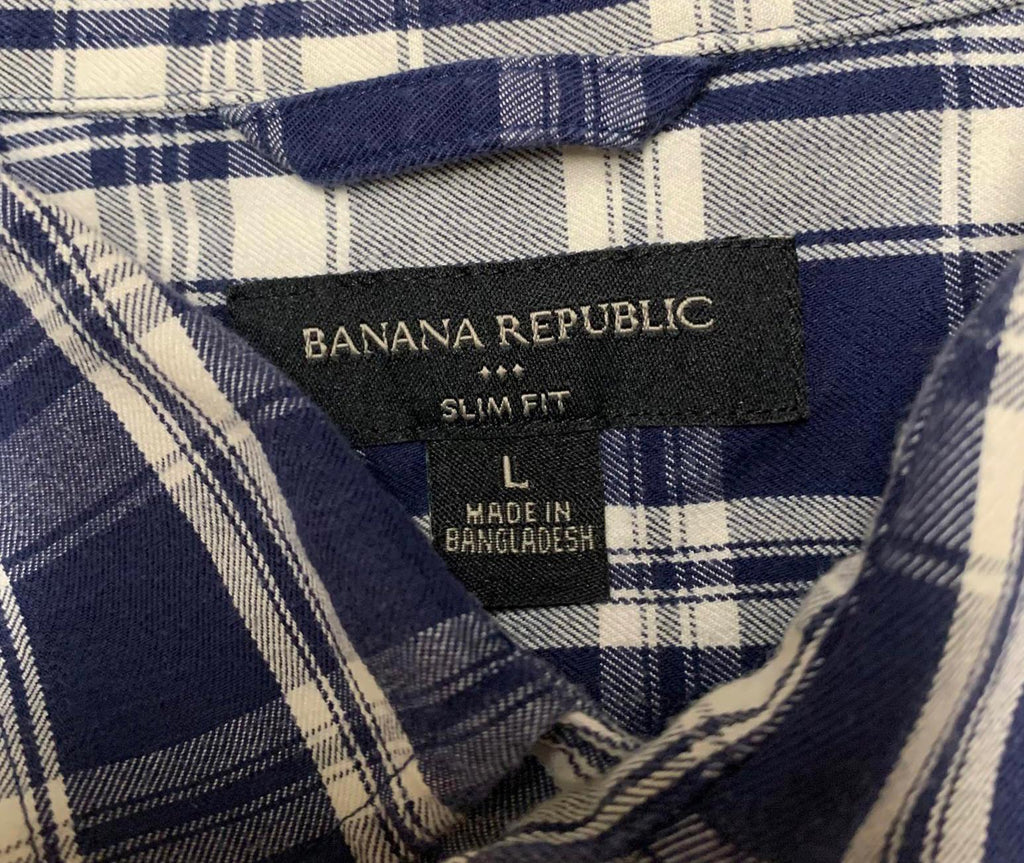 BANANA REPUBLIC
SLIM FIT
L
MADE IN
BANGLADESH